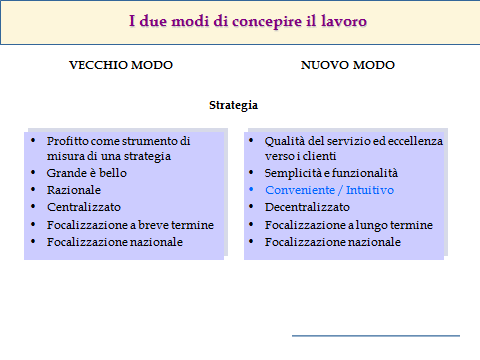 I due modi di concepire il lavoro
VECCHIO MODO
NUOVO MODO
Strategia
• Profitto come strumento di
misura di una strategia
• Grande è bello
• Razionale
• Centralizzato
• Focalizzazione a breve termine
• Focalizzazione nazionale
• Qualità del servizio ed eccellenza
verso i clienti
• Semplicità e funzionalità
• Conveniente / Intuitivo
• Decentralizzato
• Focalizzazione a lungo termine
• Focalizzazione nazionale